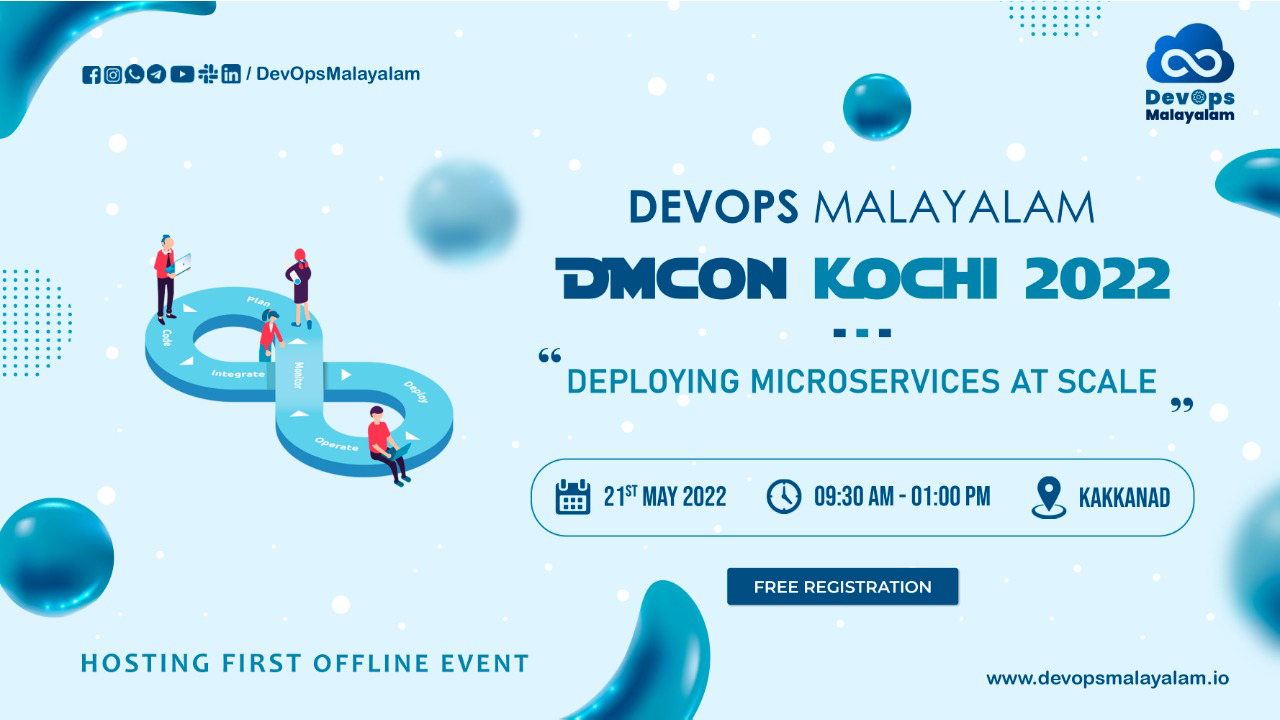 / DevOpsMalayalam
DevOps
Malayalam
DEVOPS MALAYALAM
DMCON KOCHI 2022
“DEPLOYING MICROSERVICES AT SCALE”
21ST MAY 2022
09:30 AM - 01:00 PM
KAKKANAD
FREE REGISTRATION
Plan
Code
Integrate
Monitor
Deploy
Operate
HOSTING FIRST OFFLINE EVENT
www.devopsmalayalam.io